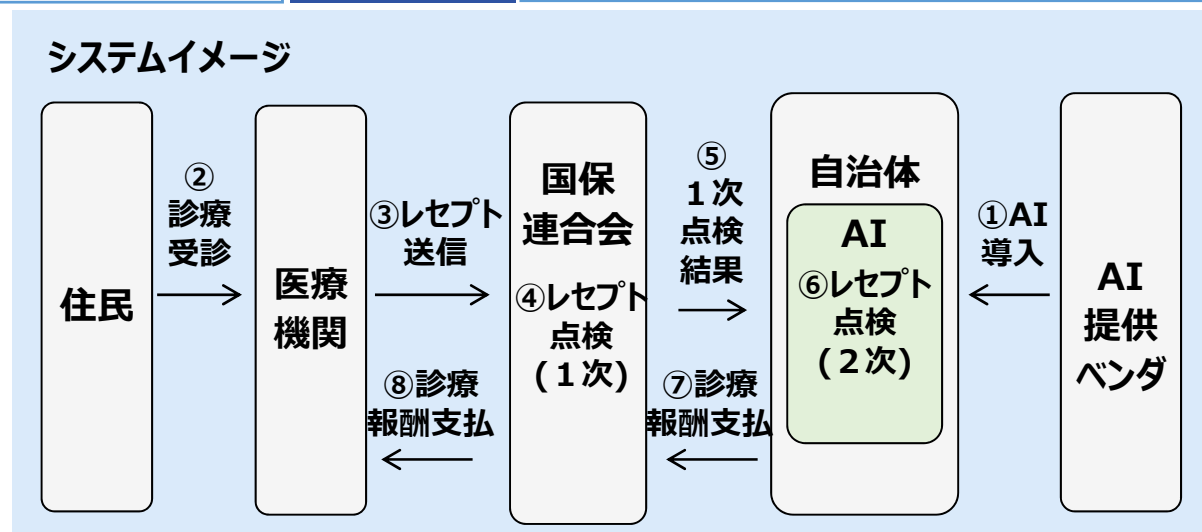 システムイメージ
住民
②
診療
受診
医療
機関
③レセプト
送信
⑧診療
報酬支払
国保
連合会
④レセプト
点検
(１次)
⑤
１次
点検
結果
⑦診療
報酬支払
自治体
AI
⑥レセプト
点検
(２次)
①AI
導入
AI
提供
ベンダ